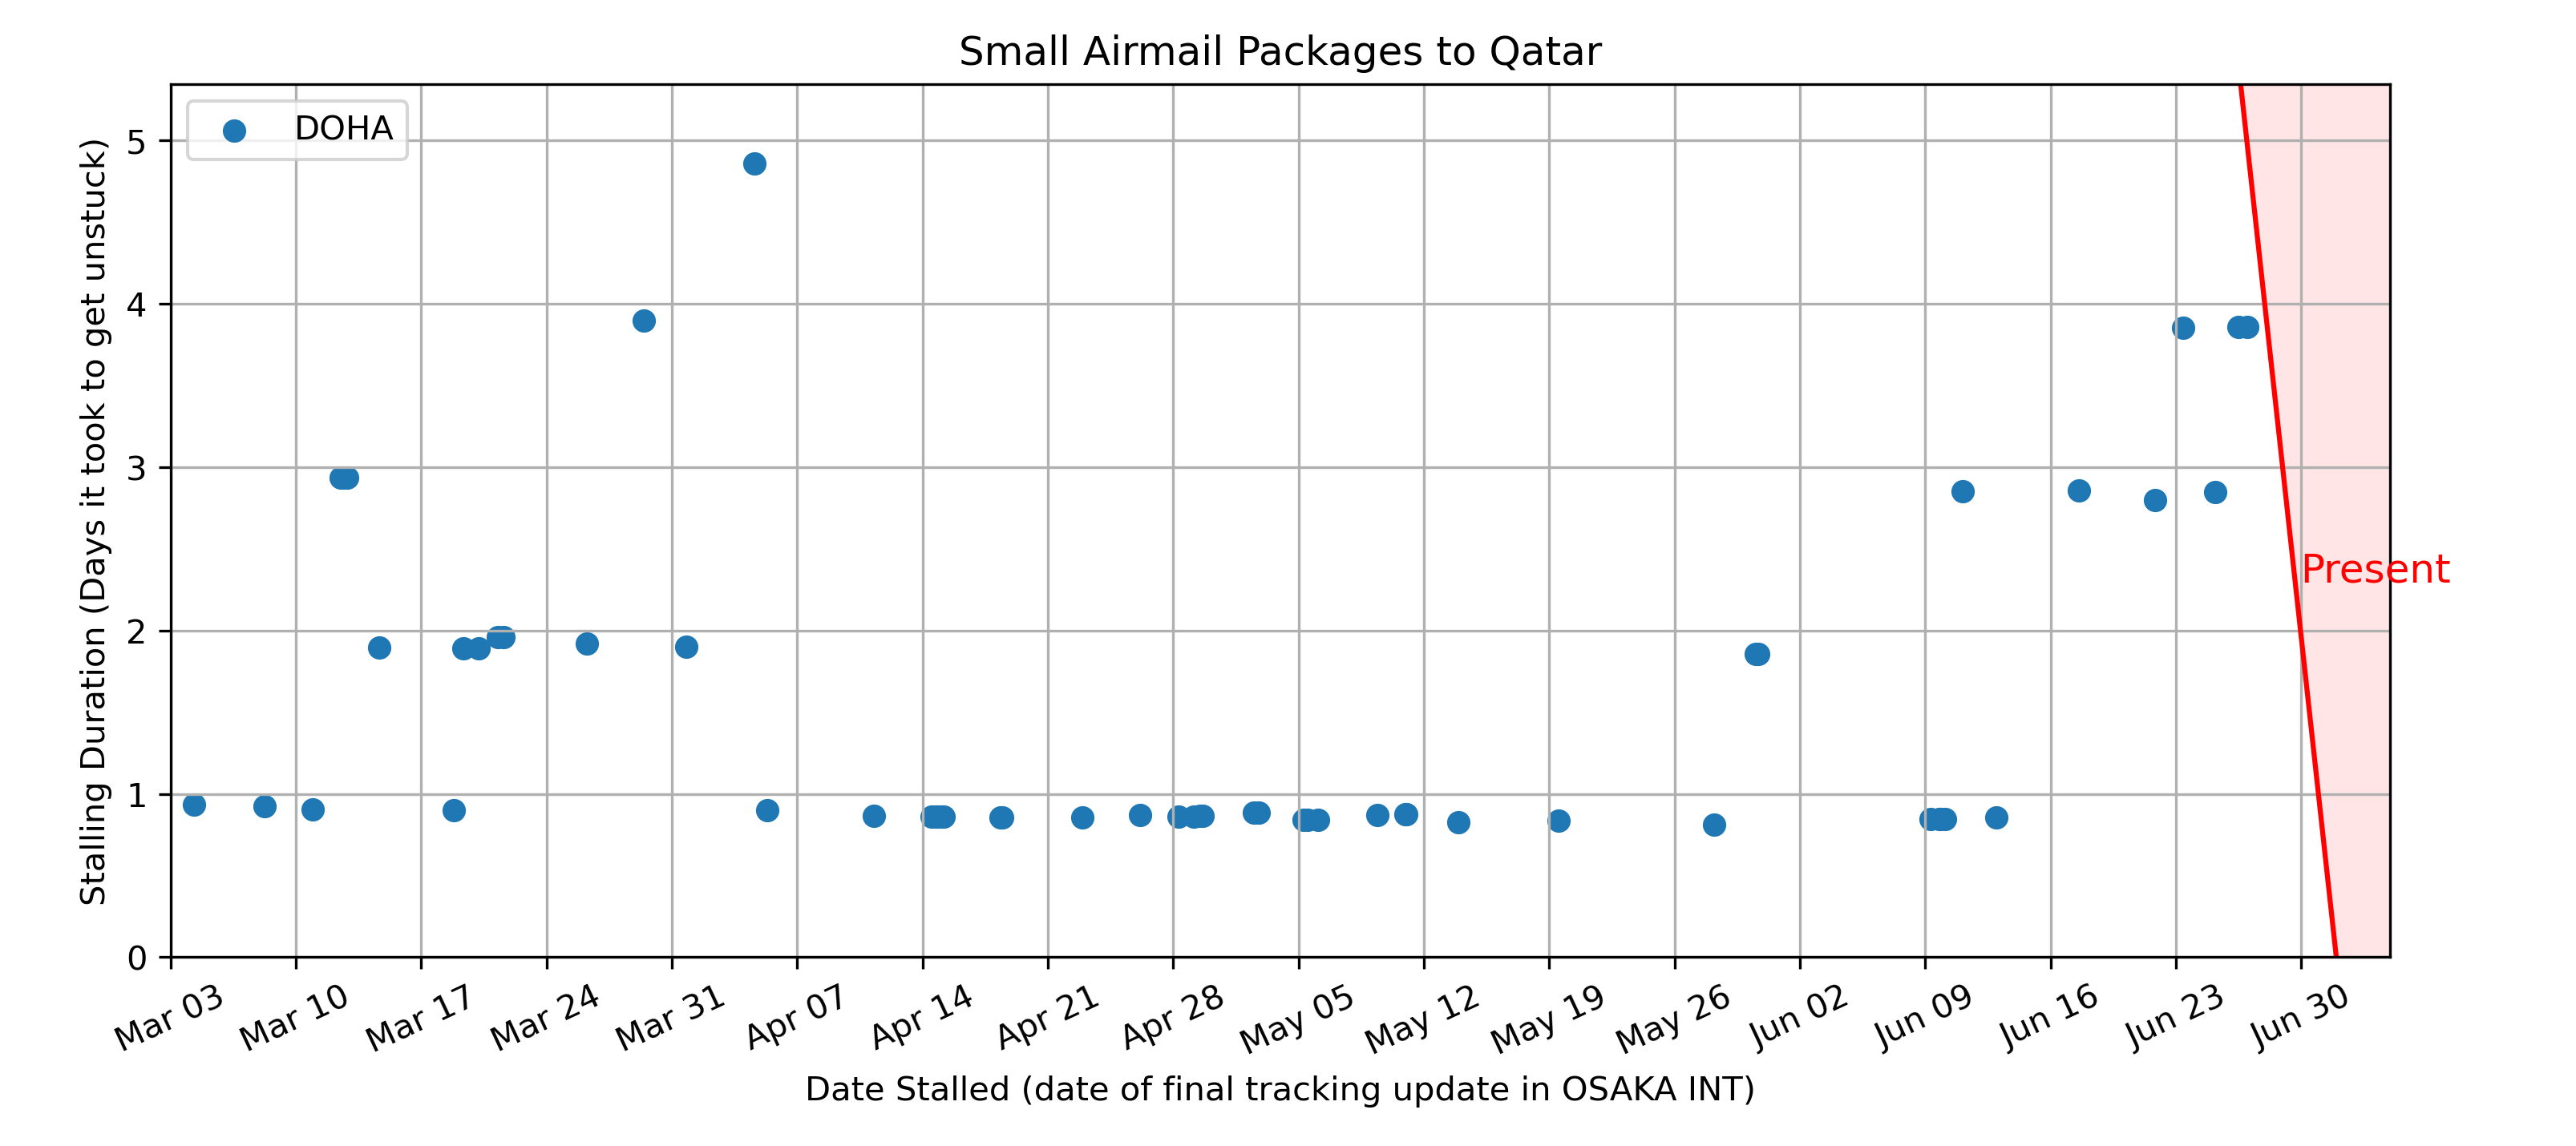 Small Airmail Packages to Qatar
DOHA
Stalling Duration (Days it took to get unstuck)
5
4
3
2
1
0
Present
Mar 03
Mar 10
Mar 17
Mar 24
Mar 31
Apr 07
Apr 14
Apr 21
Apr 28
May 05
May 12
May 19
May 26
Jun 02
Jun 09
Jun 16
Jun 23
Jun 30
Date Stalled (date of final tracking update in OSAKA INT)